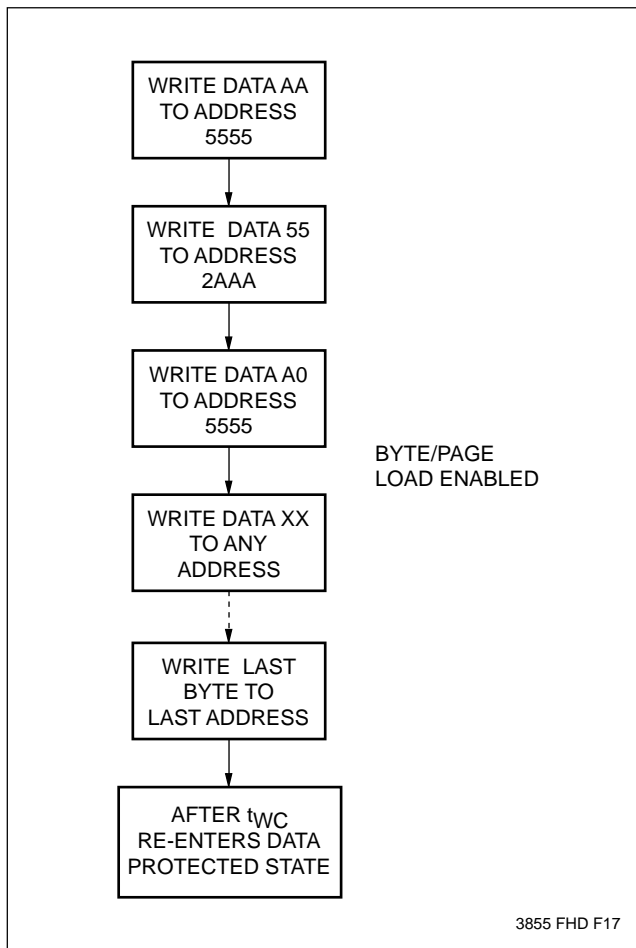 WRITE DATA AA
TO ADDRESS
5555
WRITE DATA 55
TO ADDRESS
2AAA
WRITE DATA A0
TO ADDRESS
5555
BYTE/PAGE
LOAD ENABLED
WRITE DATA XX
TO ANY
ADDRESS
WRITE LAST
BYTE TO
LAST ADDRESS
AFTER tWC
RE-ENTERS DATA
PROTECTED STATE
3855 FHD F17